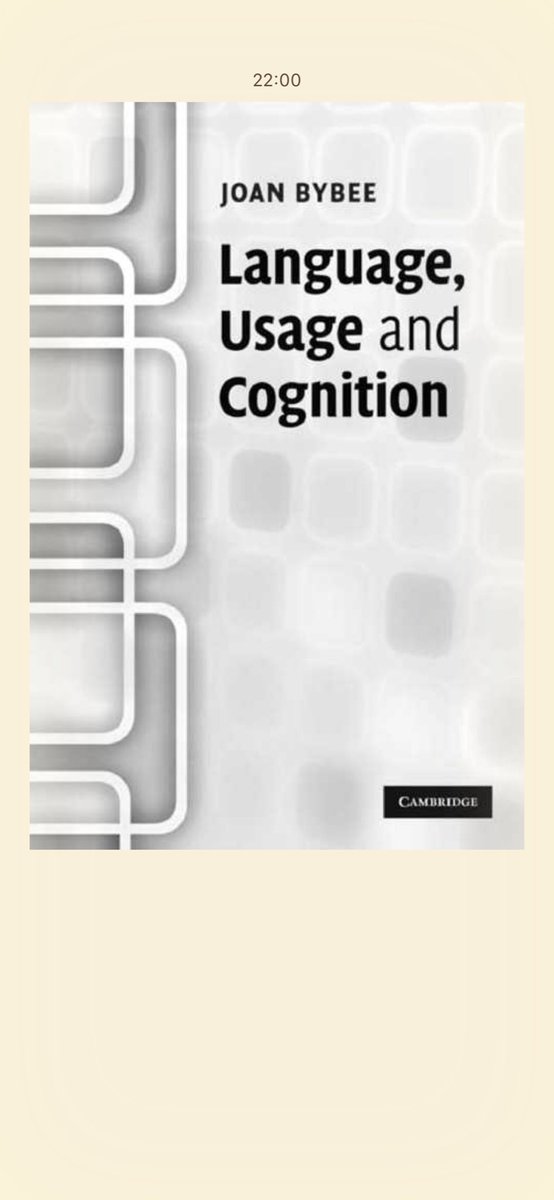 22:00
JOAN BYBEE
Language,
Usage and
Cognition
CAMBRIDGE